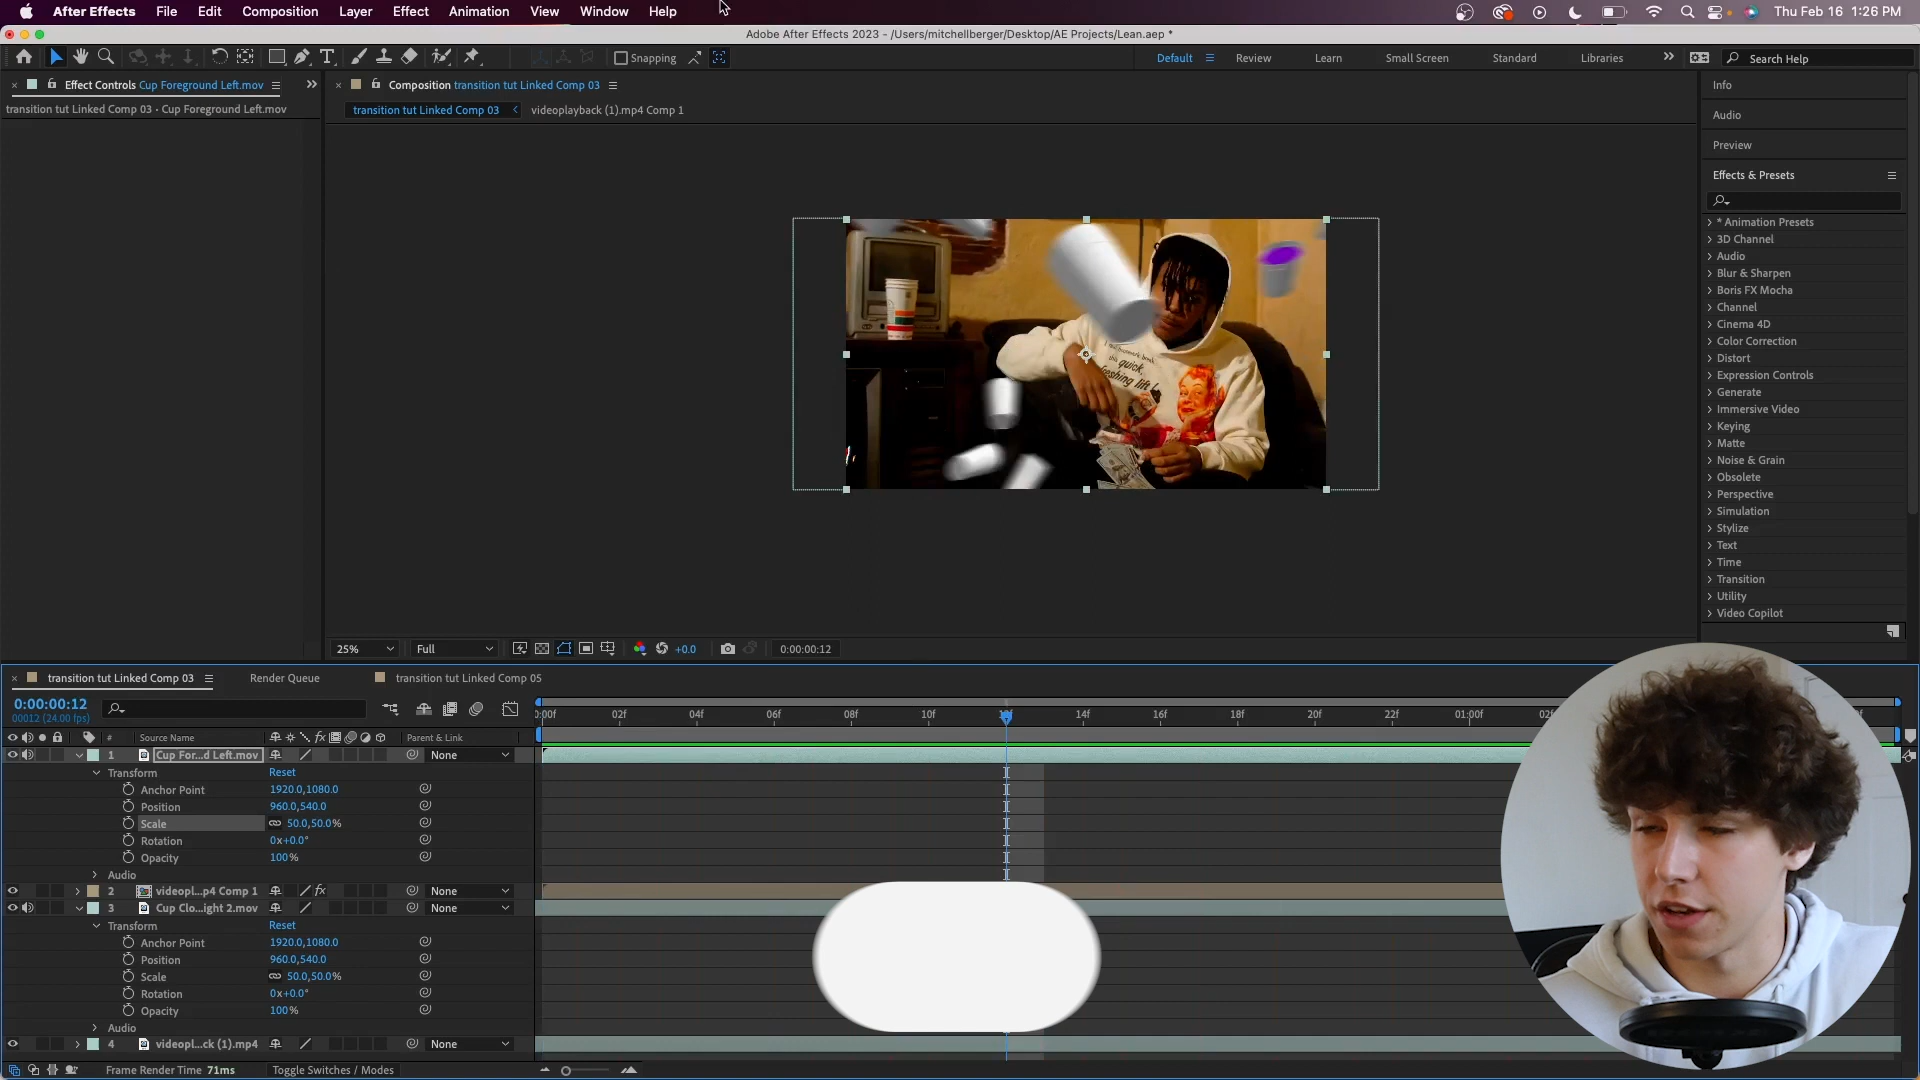 After Effects File Edit Composition Layer Effect Animation View Window Help Thu Feb 16 1:26 PM
Adobe After Effects 2023 - /Users/mitchellberger/Desktop/AE Projects/Lean.aep *
Snapping Default Review Learn Small Screen Standard Libraries Search Help
Effect Controls Cup Foreground Left.mov
transition tut Linked Comp 03 · Cup Foreground Left.mov
Composition transition tut Linked Comp 03
transition tut Linked Comp 03 videoplayback (1).mp4 Comp 1
Info
Audio
Preview
Effects & Presets
* Animation Presets
3D Channel
Audio
Blur & Sharpen
Boris FX Mocha
Channel
Cinema 4D
Color Correction
Distort
Expression Controls
Generate
Immersive Video
Keying
Matte
Noise & Grain
Obsolete
Perspective
Simulation
Stylize
Text
Time
Transition
Utility
Video Copilot
quick,
25% Full +0.0 0:00:00:12
transition tut Linked Comp 03 Render Queue transition tut Linked Comp 05
0:00:00:12
00012 (24.00 fps)
0:00f 02f 04f 06f 08f 10f 14f 16f 18f 20f 22f 01:00f
# Source Name Parent & Link
1 Cup For...d Left.mov None
Transform Reset
Anchor Point 1920.0,1080.0
Position 960.0,540.0
Scale 50.0,50.0%
Rotation 0x+0.0°
Opacity 100%
Audio
2 videopl...p4 Comp 1 None
3 Cup Clo...ight 2.mov None
Transform Reset
Anchor Point 1920.0,1080.0
Position 960.0,540.0
Scale 50.0,50.0%
Rotation 0x+0.0°
Opacity 100%
Audio
4 videopl...ck (1).mp4 None
Frame Render Time 71ms Toggle Switches / Modes